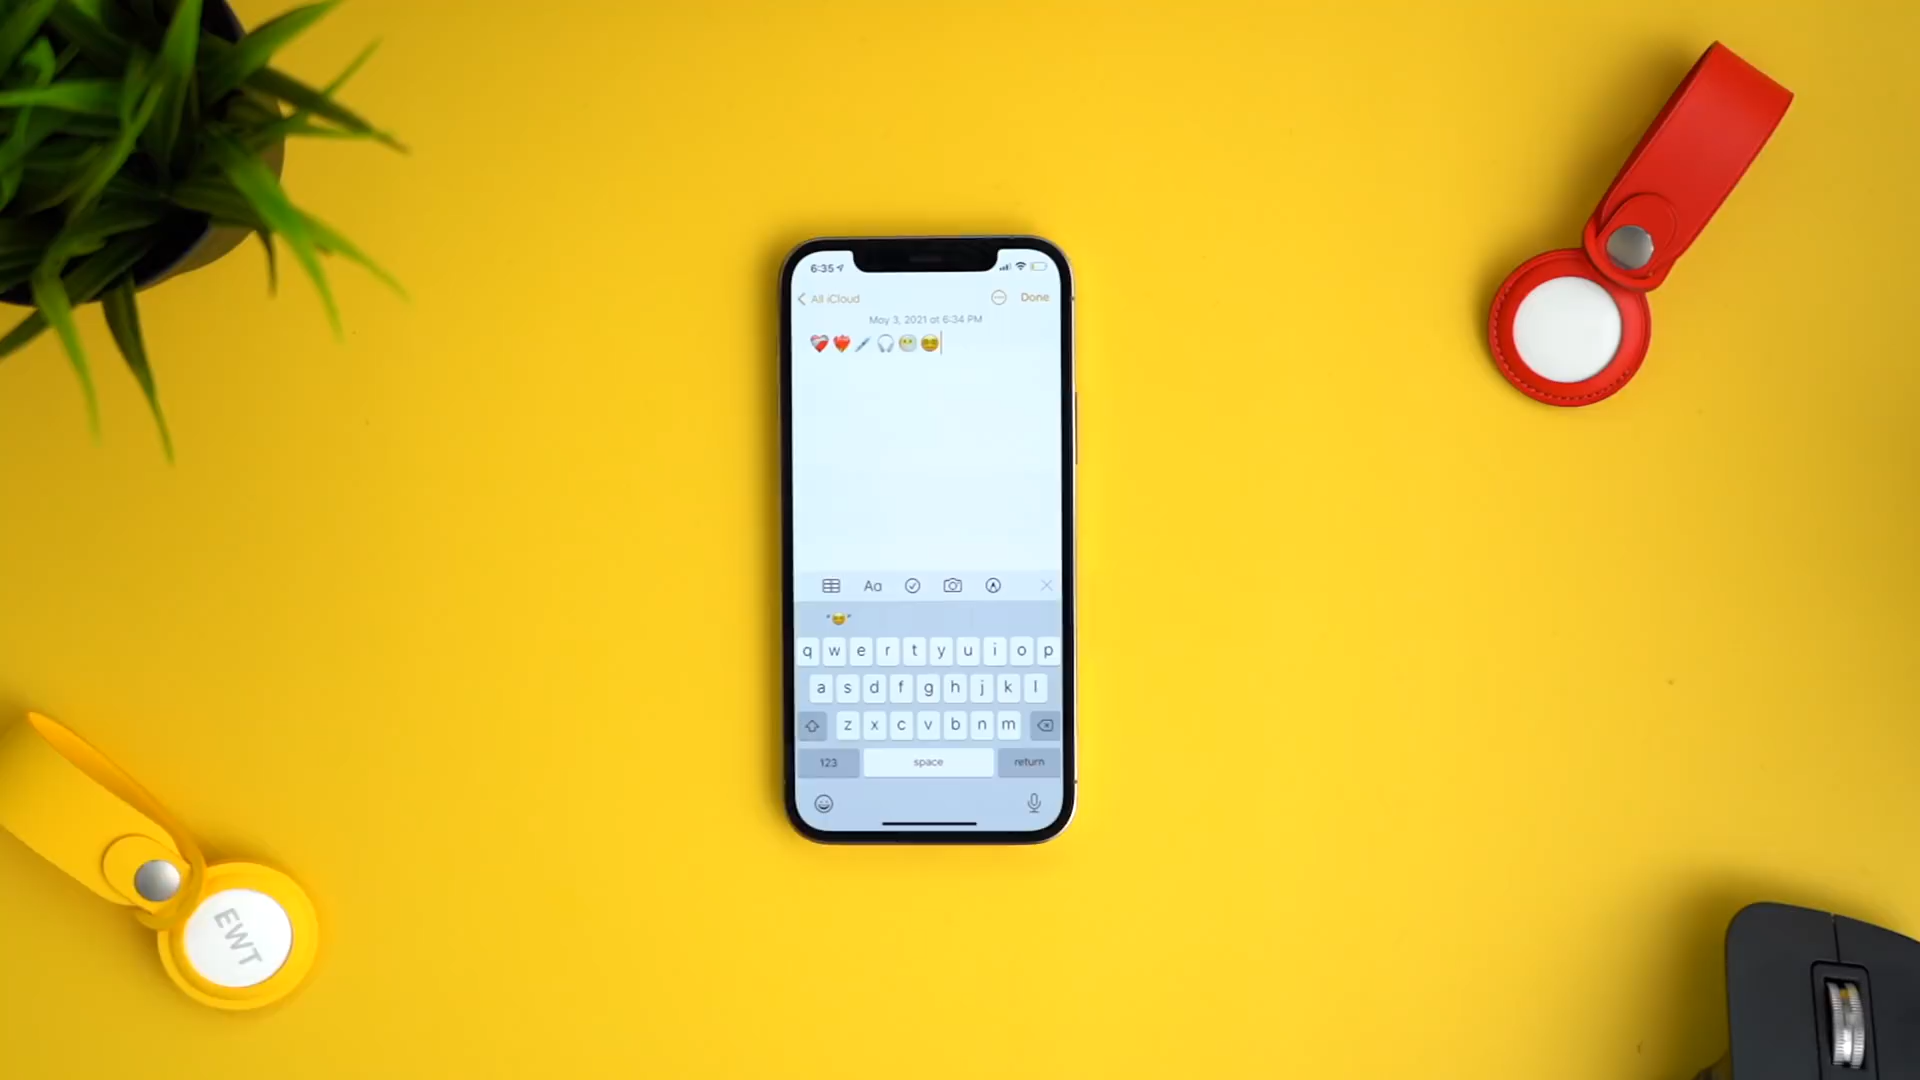 6:35
All iCloud
Done
May 3, 2021 at 6:34 PM
❤️‍🩹❤️‍🔥💉🎧😶‍🌫️😵‍💫
Aa
"😵‍💫"
q w e r t y u i o p
a s d f g h j k l
z x c v b n m
123 space return
EWT